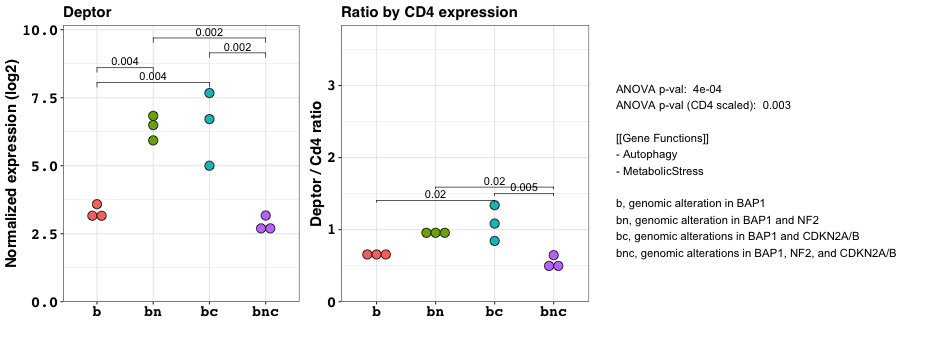 Deptor
Normalized expression (log2)
10.0
7.5
5.0
2.5
0.0
0.002
0.002
0.004
0.004
b
bn
bc
bnc
Ratio by CD4 expression
Deptor / Cd4 ratio
3
2
1
0
0.02
0.005
0.02
b
bn
bc
bnc
ANOVA p-val: 4e-04
ANOVA p-val (CD4 scaled): 0.003
[[Gene Functions]]
- Autophagy
- MetabolicStress
b, genomic alteration in BAP1
bn, genomic alteration in BAP1 and NF2
bc, genomic alterations in BAP1 and CDKN2A/B
bnc, genomic alterations in BAP1, NF2, and CDKN2A/B